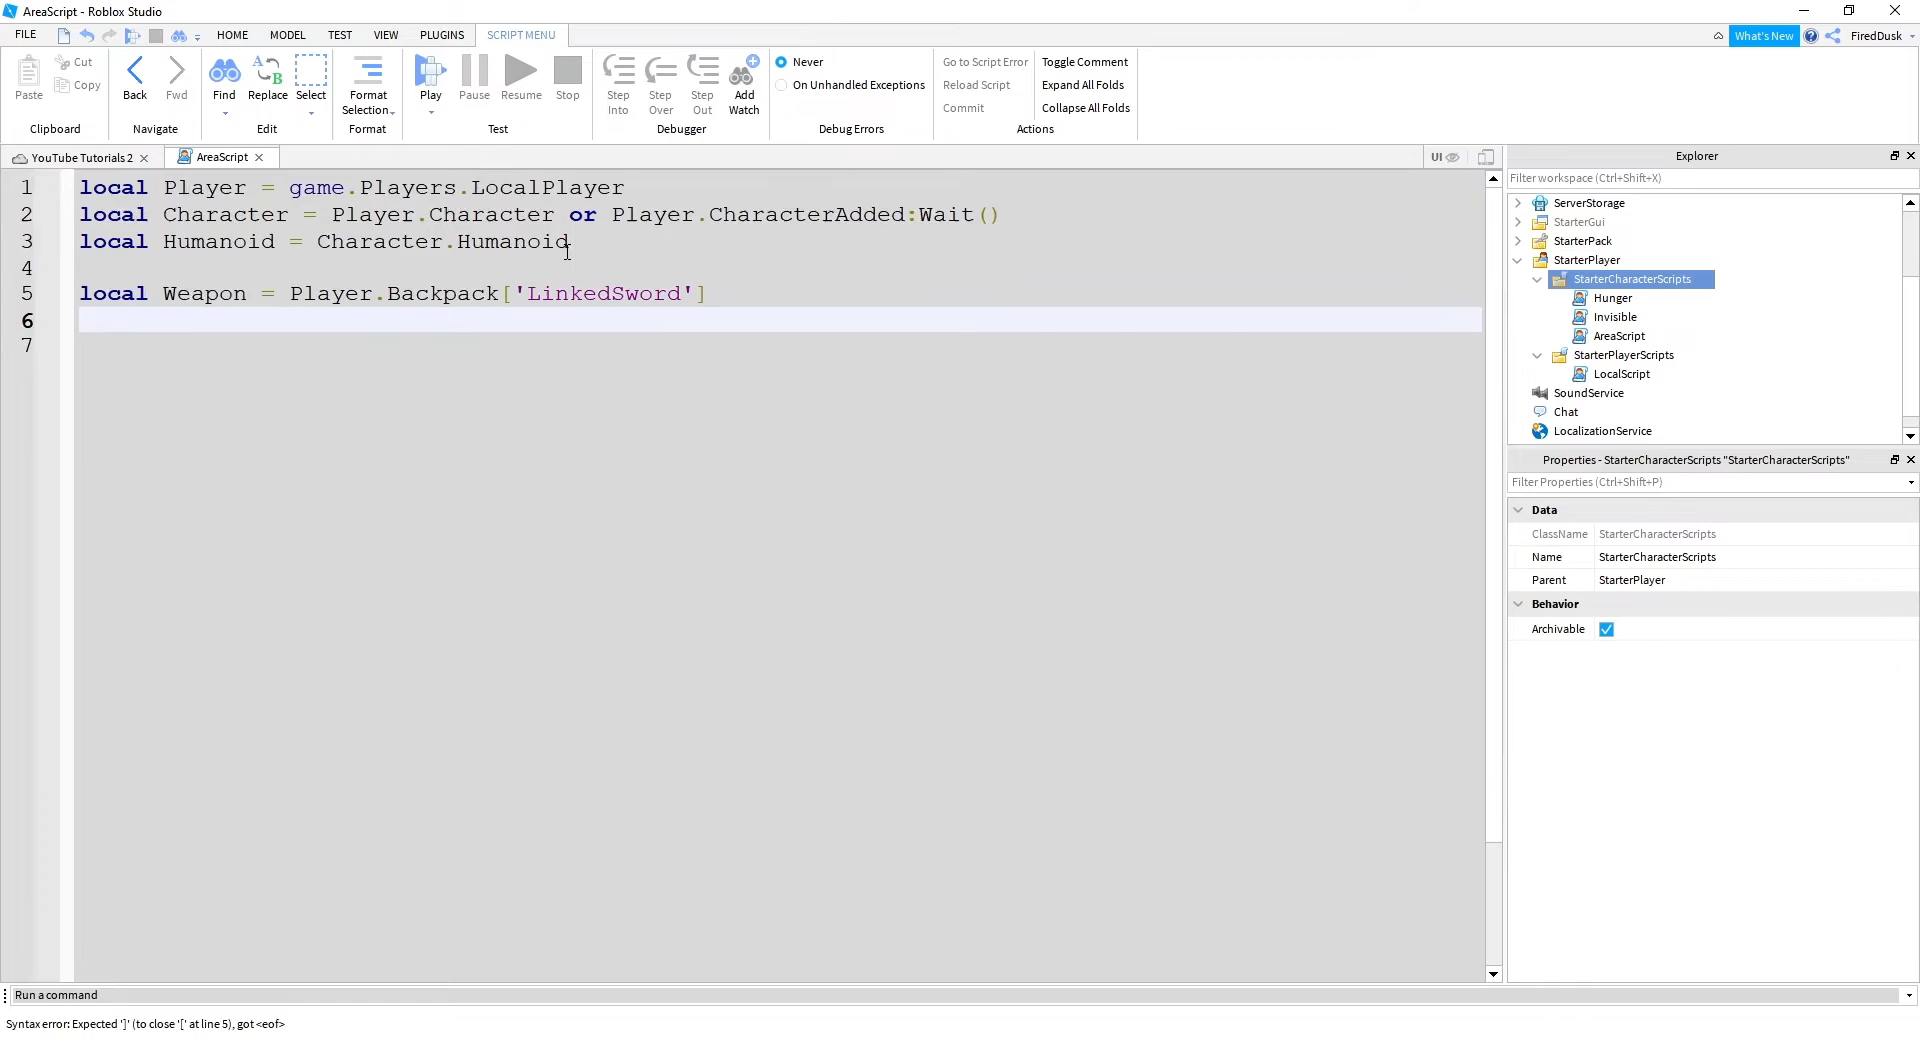 AreaScript - Roblox Studio
FILE HOME MODEL TEST VIEW PLUGINS SCRIPT MENU What's New FiredDusk
Paste Cut Copy Clipboard
Back Fwd Navigate
Find Replace Select Edit
Format Selection Format
Play Pause Resume Stop Test
Step Into Step Over Step Out Add Watch Debugger
Never
On Unhandled Exceptions
Debug Errors
Go to Script Error Toggle Comment
Reload Script Expand All Folds
Commit Collapse All Folds
Actions
YouTube Tutorials 2 AreaScript UI
1 local Player = game.Players.LocalPlayer
2 local Character = Player.Character or Player.CharacterAdded:Wait()
3 local Humanoid = Character.Humanoid
4
5 local Weapon = Player.Backpack['LinkedSword']
6
7
Explorer
Filter workspace (Ctrl+Shift+X)
ServerStorage
StarterGui
StarterPack
StarterPlayer
StarterCharacterScripts
Hunger
Invisible
AreaScript
StarterPlayerScripts
LocalScript
SoundService
Chat
LocalizationService
Properties - StarterCharacterScripts "StarterCharacterScripts"
Filter Properties (Ctrl+Shift+P)
Data
ClassName StarterCharacterScripts
Name StarterCharacterScripts
Parent StarterPlayer
Behavior
Archivable
Run a command
Syntax error: Expected ']' (to close '[' at line 5), got <eof>